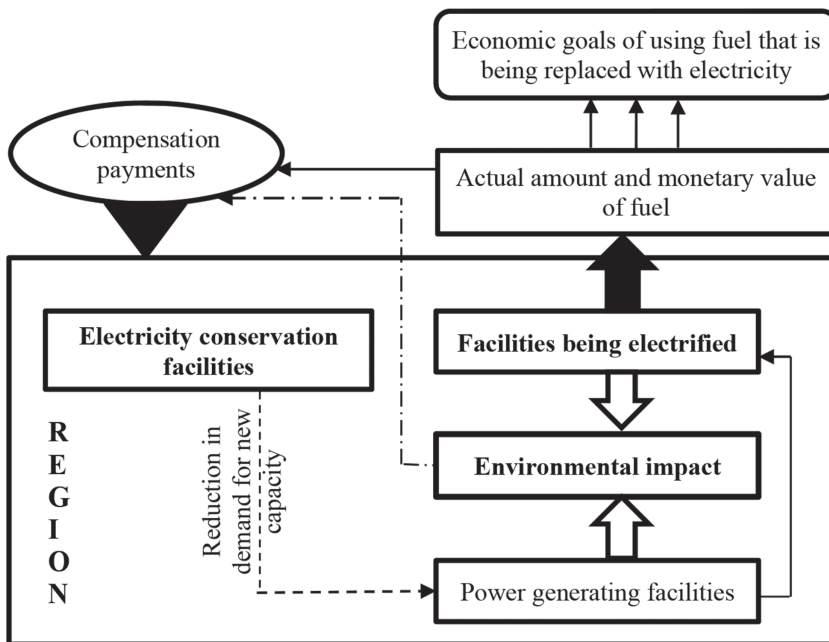 Economic goals of using fuel that is
being replaced with electricity
Compensation
payments
Actual amount and monetary value
of fuel
Electricity conservation
facilities
Facilities being electrified
REGION
Reduction in
demand for new
capacity
Environmental impact
Power generating facilities